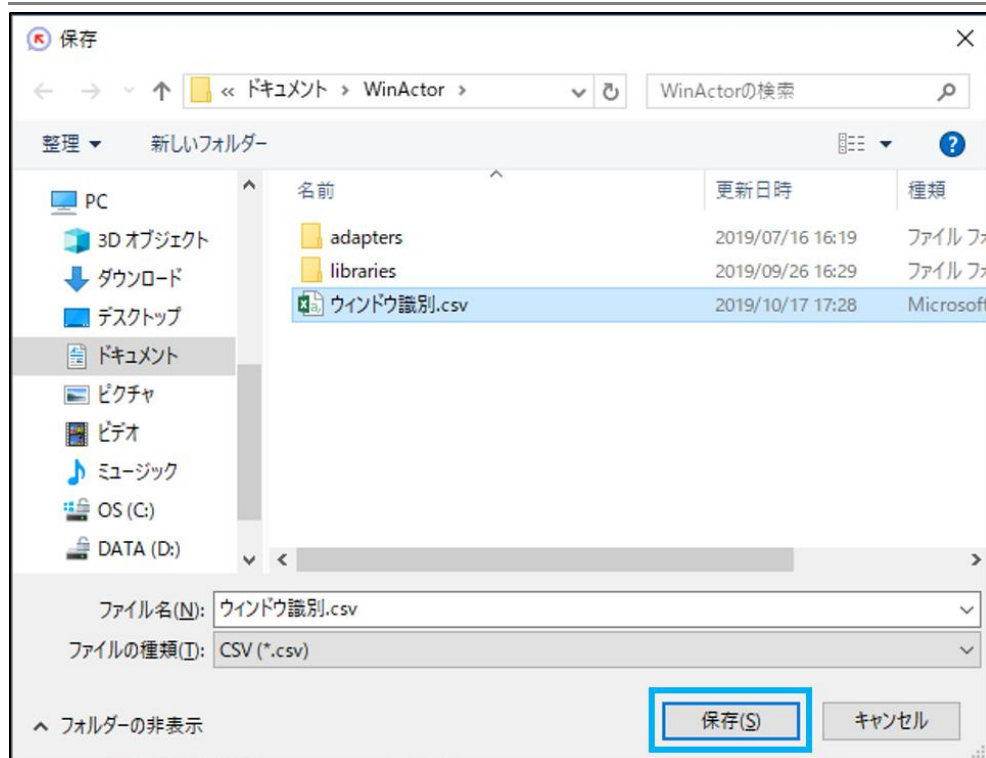 保存
« ドキュメント › WinActor ›
WinActorの検索
整理
新しいフォルダー
名前
更新日時
種類
PC
3D オブジェクト
ダウンロード
デスクトップ
ドキュメント
ピクチャ
ビデオ
ミュージック
OS (C:)
DATA (D:)
adapters 2019/07/16 16:19 ファイル フォ
libraries 2019/09/26 16:29 ファイル フォ
ウィンドウ識別.csv 2019/10/17 17:28 Microsoft
ファイル名(N): ウィンドウ識別.csv
ファイルの種類(T): CSV (*.csv)
フォルダーの非表示
保存(S)
キャンセル